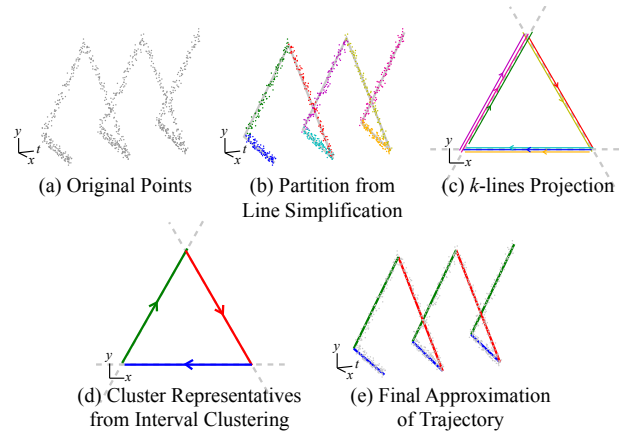 y
t
x
(a) Original Points
y
t
x
(b) Partition from
Line Simplification
y
x
(c) k-lines Projection
y
x
(d) Cluster Representatives
from Interval Clustering
y
t
x
(e) Final Approximation
of Trajectory